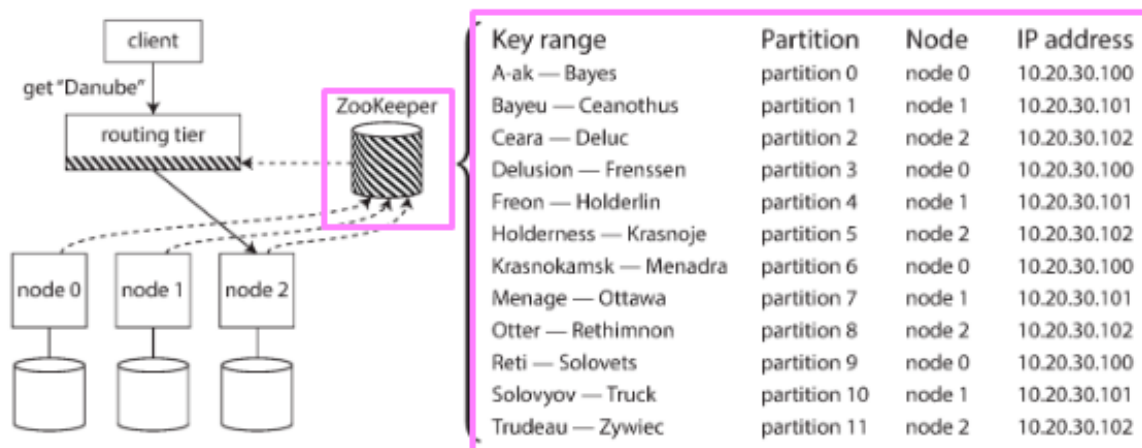 client
get “Danube”
routing tier
ZooKeeper
node 0 node 1 node 2
Key range Partition Node IP address
A-ak — Bayes partition 0 node 0 10.20.30.100
Bayeu — Ceanothus partition 1 node 1 10.20.30.101
Ceara — Deluc partition 2 node 2 10.20.30.102
Delusion — Frenssen partition 3 node 0 10.20.30.100
Freon — Holderlin partition 4 node 1 10.20.30.101
Holderness — Krasnoje partition 5 node 2 10.20.30.102
Krasnokamsk — Menadra partition 6 node 0 10.20.30.100
Menage — Ottawa partition 7 node 1 10.20.30.101
Otter — Rethimnon partition 8 node 2 10.20.30.102
Reti — Solovets partition 9 node 0 10.20.30.100
Solovyov — Truck partition 10 node 1 10.20.30.101
Trudeau — Zywiec partition 11 node 2 10.20.30.102